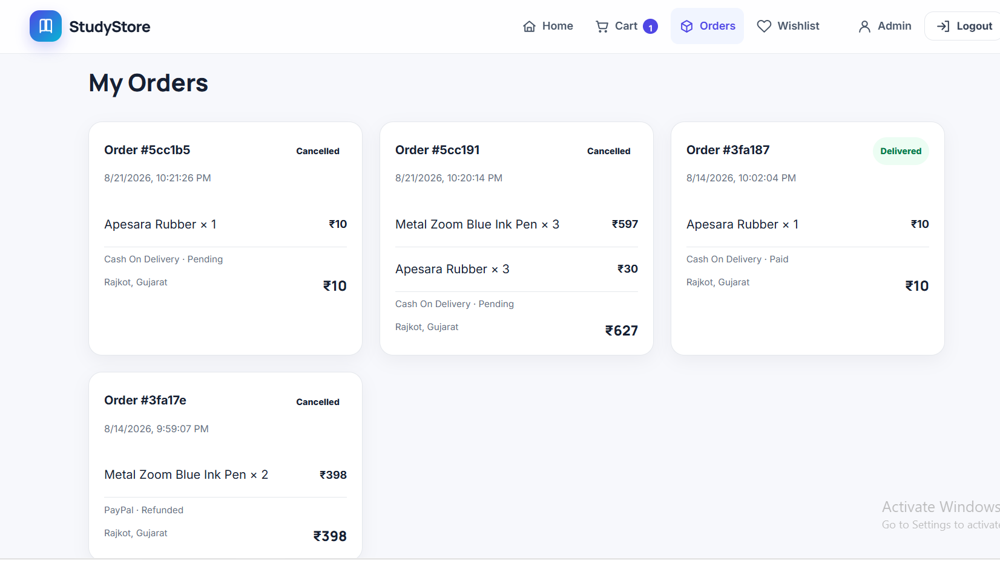 StudyStore
Home
Cart 1
Orders
Wishlist
Admin
Logout
My Orders
Order #5cc1b5 Cancelled
8/21/2026, 10:21:26 PM
Apesara Rubber × 1 ₹10
Cash On Delivery · Pending
Rajkot, Gujarat ₹10
Order #5cc191 Cancelled
8/21/2026, 10:20:14 PM
Metal Zoom Blue Ink Pen × 3 ₹597
Apesara Rubber × 3 ₹30
Cash On Delivery · Pending
Rajkot, Gujarat ₹627
Order #3fa187 Delivered
8/14/2026, 10:02:04 PM
Apesara Rubber × 1 ₹10
Cash On Delivery · Paid
Rajkot, Gujarat ₹10
Order #3fa17e Cancelled
8/14/2026, 9:59:07 PM
Metal Zoom Blue Ink Pen × 2 ₹398
PayPal · Refunded
Rajkot, Gujarat ₹398
Activate Windows
Go to Settings to activate